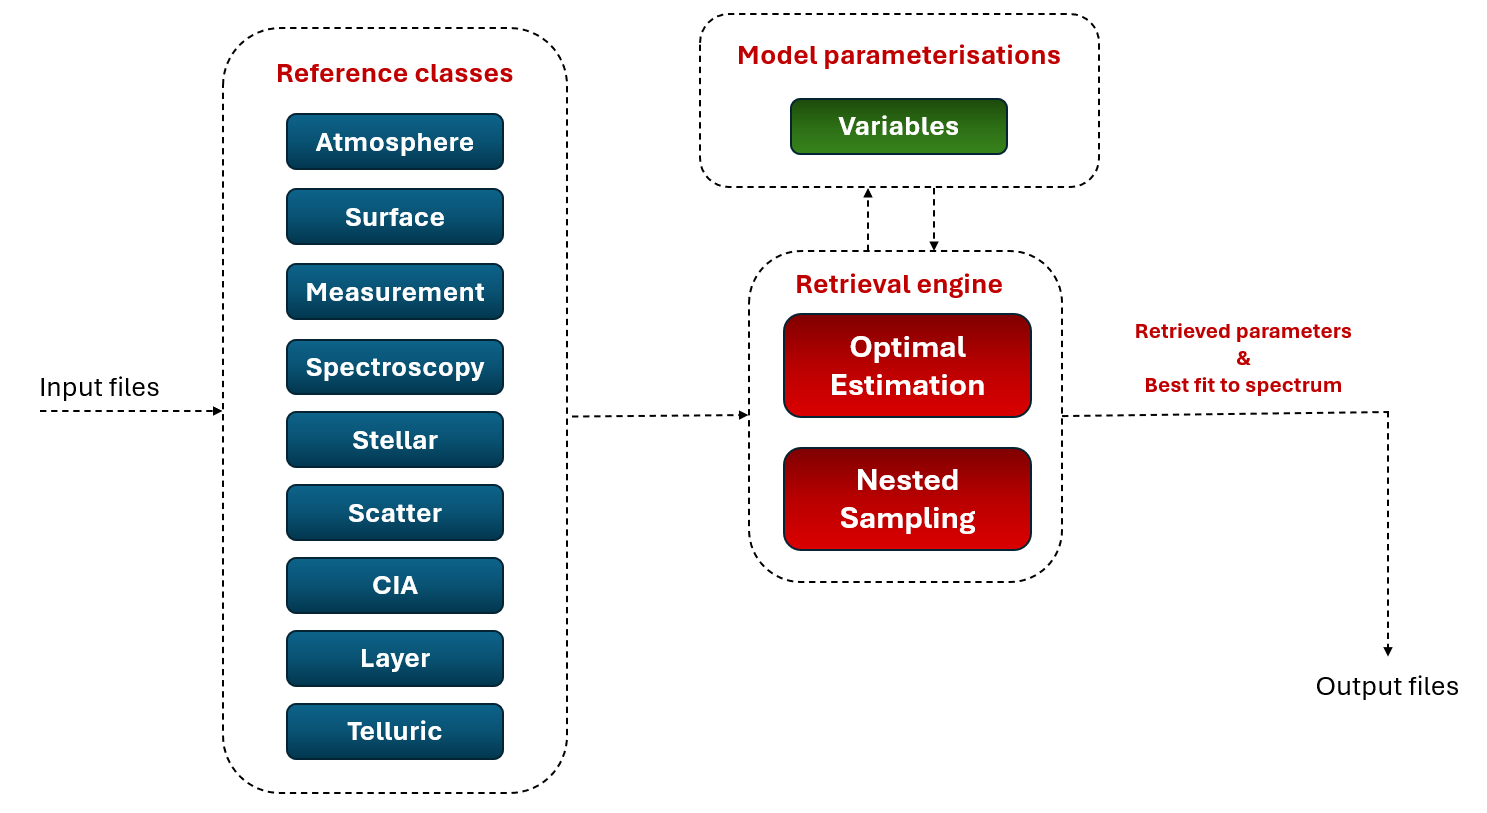 Input files
Reference classes
Atmosphere
Surface
Measurement
Spectroscopy
Stellar
Scatter
CIA
Layer
Telluric
Model parameterisations
Variables
Retrieval engine
Optimal
Estimation
Nested
Sampling
Retrieved parameters
&
Best fit to spectrum
Output files